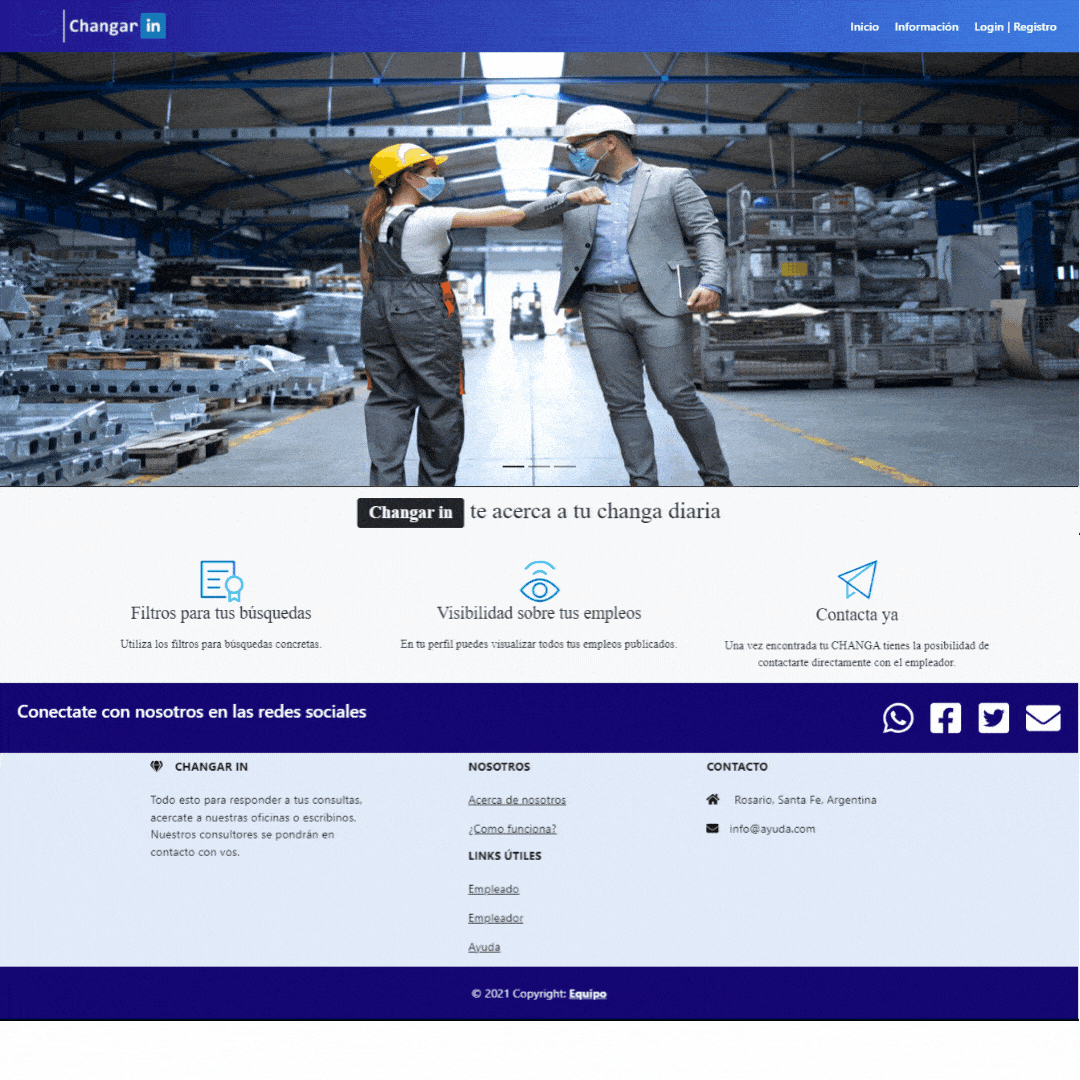 Changar in
Inicio Información Login | Registro
Changar in te acerca a tu changa diaria
Filtros para tus búsquedas
Utiliza los filtros para búsquedas concretas.
Visibilidad sobre tus empleos
En tu perfil puedes visualizar todos tus empleos publicados.
Contacta ya
Una vez encontrada tu CHANGA tienes la posibilidad de
contactarte directamente con el empleador.
Conectate con nosotros en las redes sociales
CHANGAR IN
Todo esto para responder a tus consultas,
acercate a nuestras oficinas o escribinos.
Nuestros consultores se pondrán en
contacto con vos.
NOSOTROS
Acerca de nosotros
¿Como funciona?
LINKS ÚTILES
Empleado
Empleador
Ayuda
CONTACTO
Rosario, Santa Fe, Argentina
info@ayuda.com
© 2021 Copyright: Equipo